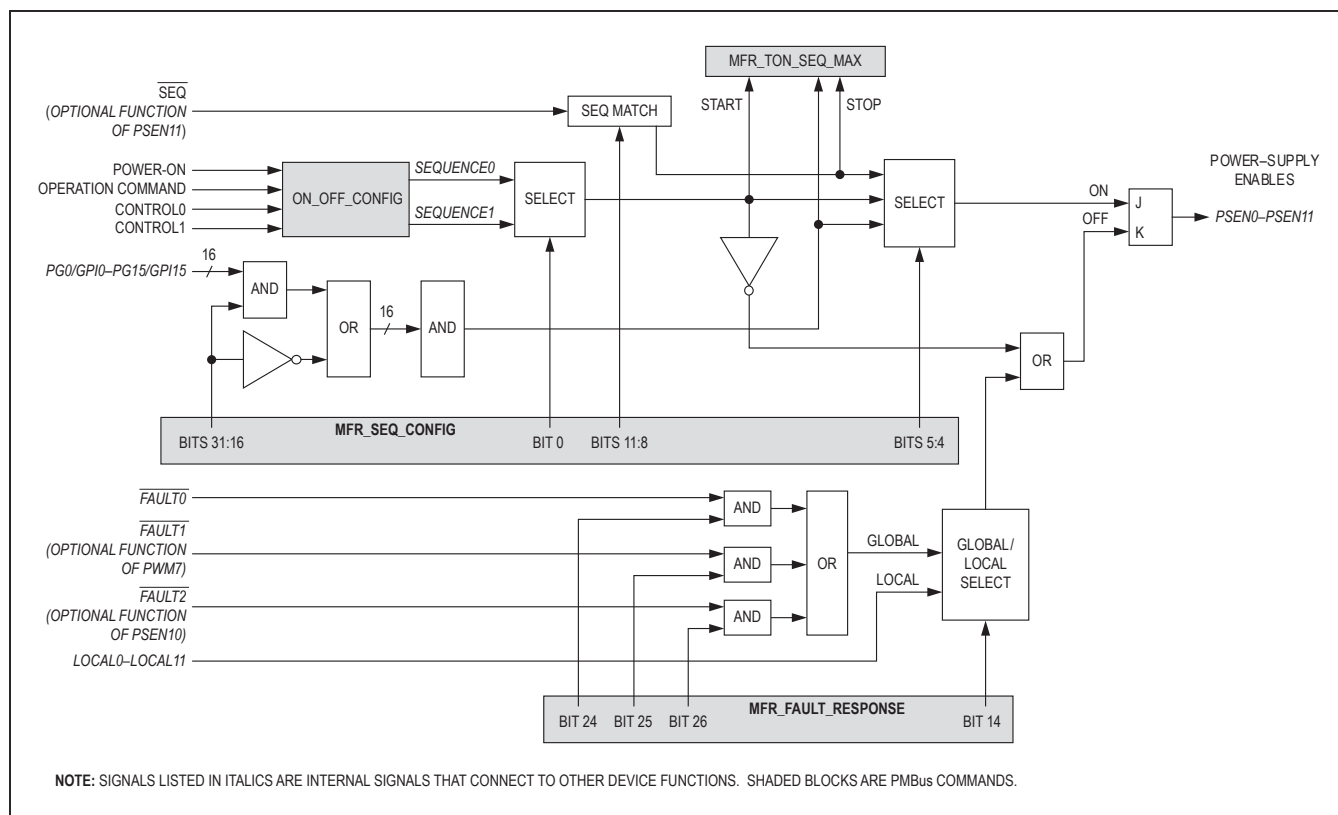 MFR_TON_SEQ_MAX
SEQ
(OPTIONAL FUNCTION
OF PSEN11)
SEQ MATCH
START
STOP
POWER-ON
OPERATION COMMAND
CONTROL0
CONTROL1
ON_OFF_CONFIG
SEQUENCE0
SEQUENCE1
SELECT
SELECT
POWER–SUPPLY
ENABLES
ON
OFF
J
K
PSEN0–PSEN11
PG0/GPI0–PG15/GPI15
16
AND
OR
16
AND
OR
MFR_SEQ_CONFIG
BITS 31:16
BIT 0
BITS 11:8
BITS 5:4
FAULT0
FAULT1
(OPTIONAL FUNCTION
OF PWM7)
FAULT2
(OPTIONAL FUNCTION
OF PSEN10)
LOCAL0–LOCAL11
AND
AND
AND
OR
GLOBAL
LOCAL
GLOBAL/
LOCAL
SELECT
MFR_FAULT_RESPONSE
BIT 24
BIT 25
BIT 26
BIT 14
NOTE: SIGNALS LISTED IN ITALICS ARE INTERNAL SIGNALS THAT CONNECT TO OTHER DEVICE FUNCTIONS. SHADED BLOCKS ARE PMBus COMMANDS.